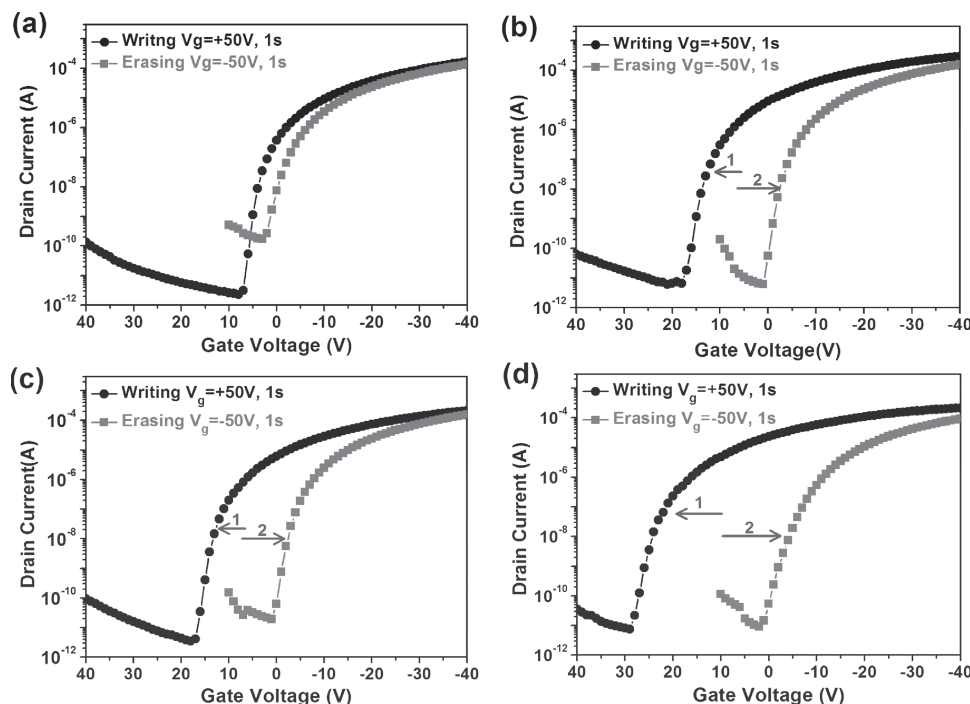 (a)
Writng Vg=+50V, 1s
Erasing Vg=-50V, 1s
Drain Current (A)
10^-4
10^-6
10^-8
10^-10
10^-12
40 30 20 10 0 -10 -20 -30 -40
Gate Voltage (V)
(b)
Writing Vg=+50V, 1s
Erasing Vg=-50V, 1s
Drain Current (A)
10^-4
10^-6
10^-8
10^-10
10^-12
1
2
40 30 20 10 0 -10 -20 -30 -40
Gate Voltage(V)
(c)
Writing V_g=+50V, 1s
Erasing V_g=-50V, 1s
Drain Current(A)
10^-4
10^-6
10^-8
10^-10
10^-12
1
2
40 30 20 10 0 -10 -20 -30 -40
Gate Voltage (V)
(d)
Writing V_g=+50V, 1s
Erasing V_g=-50V, 1s
Drain Current (A)
10^-4
10^-6
10^-8
10^-10
10^-12
1
2
40 30 20 10 0 -10 -20 -30 -40
Gate Voltage (V)